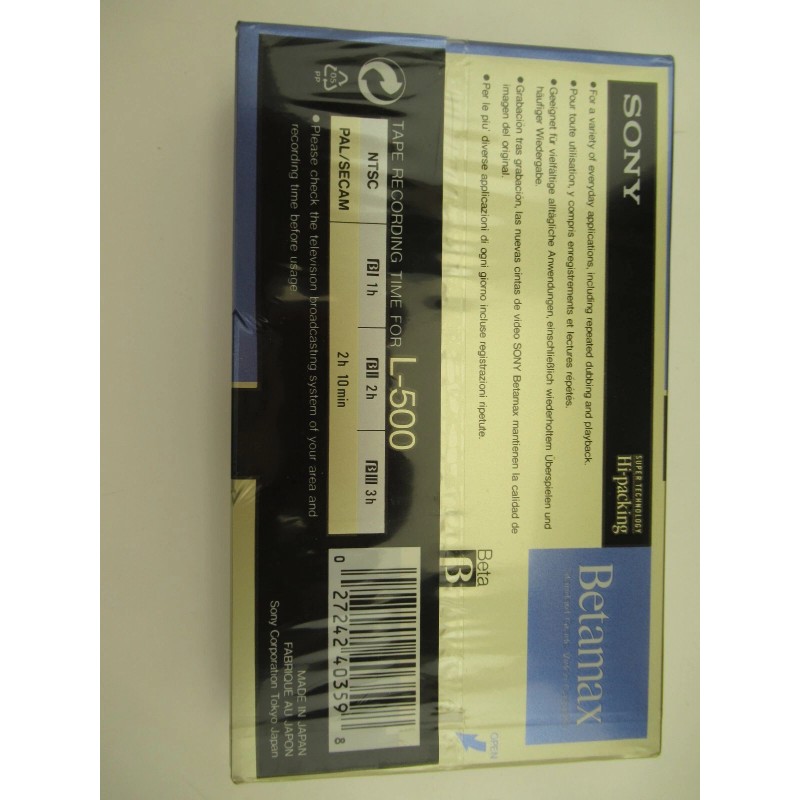 SONY
SUPER TECHNOLOGY
Hi-packing
Betamax
• For a variety of everyday applications, including repeated dubbing and playback.
• Pour toute utilisation, y compris enregistrements et lectures répétés.
• Geeignet für vielfältige alltägliche Anwendungen, einschließlich wiederholtem Überspielen und
häufiger Wiedergabe.
• Grabación tras grabación, las nuevas cintas de video SONY Betamax mantienen la calidad de
imagen del original.
• Per le piu' diverse applicazioni di ogni giorno incluse registrazioni ripetute.
Beta
β
OPEN
TAPE RECORDING TIME FOR L-500
NTSC βI 1h βII 2h βIII 3h
PAL/SECAM 2h 10min
• Please check the television broadcasting system of your area and
recording time before usage.
05
PP
0 27242 40359 8
MADE IN JAPAN
FABRIQUÉ AU JAPON
Sony Corporation Tokyo Japan